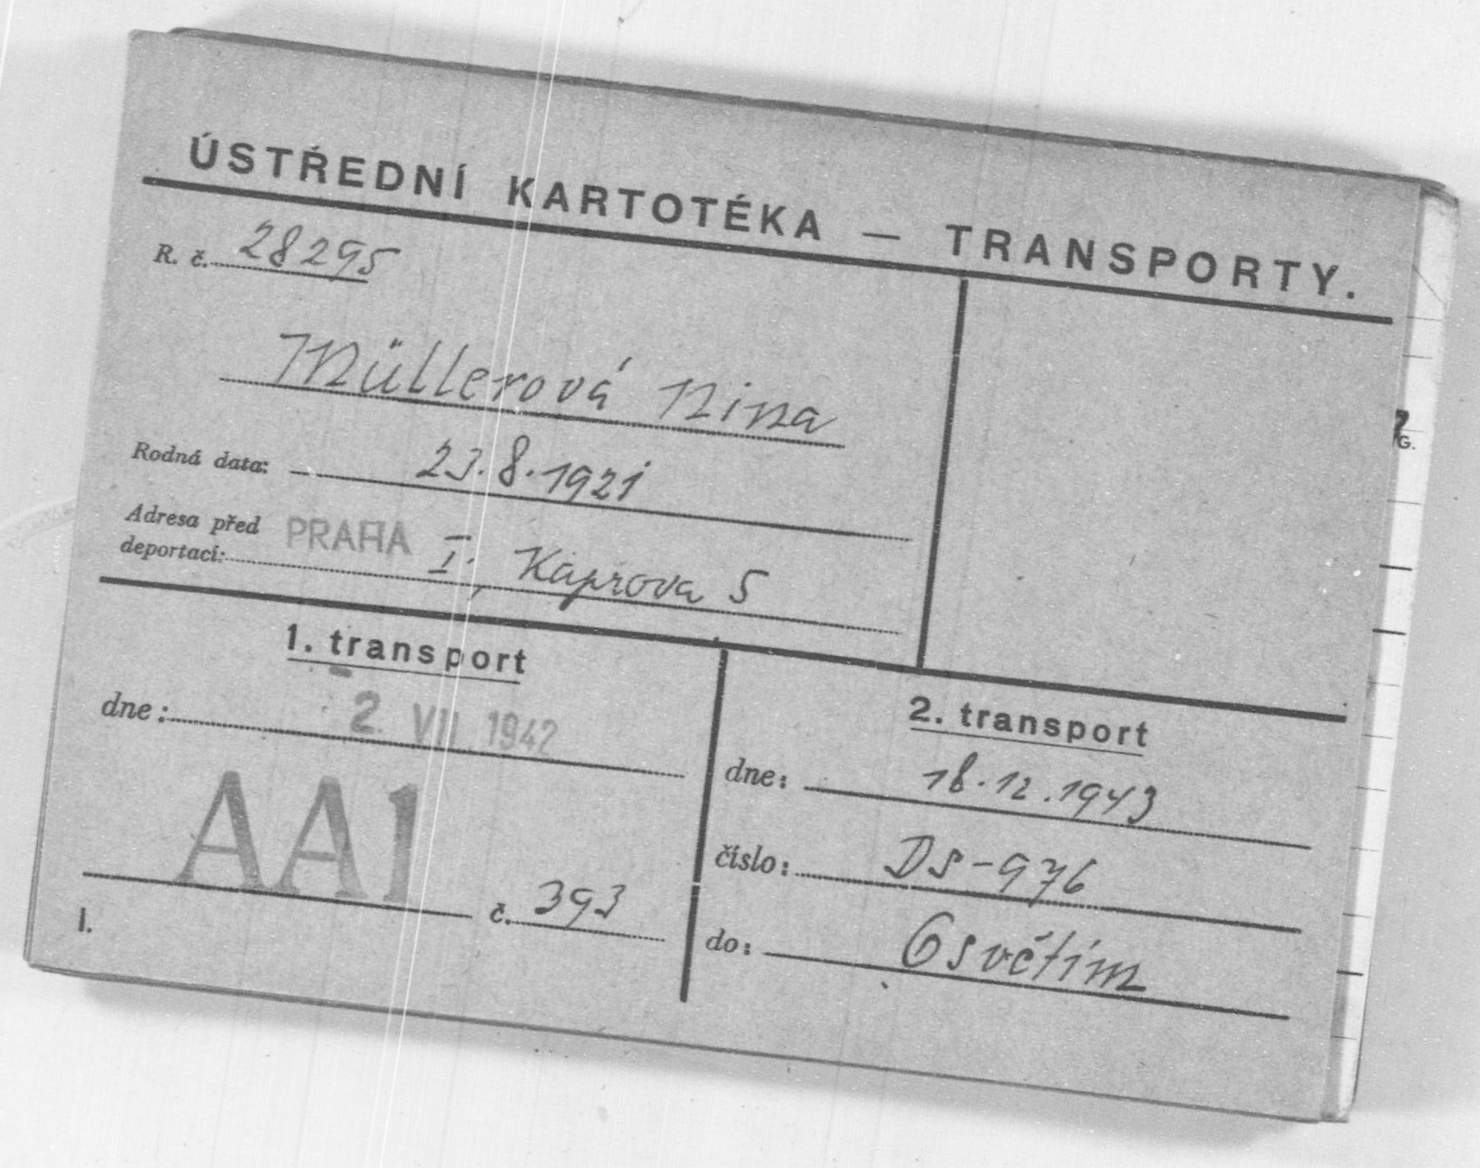 ÚSTŘEDNÍ KARTOTÉKA — TRANSPORTY.
R. č. 28295
Müllerová Nina
Rodná data: 23.8.1921
Adresa před deportací: PRAHA I., Kaprova 5
1. transport
dne: 2. VII. 1942
AA1
č. 393
I.
2. transport
dne: 18.12.1943
číslo: DS-976
do: Osvětim
G.